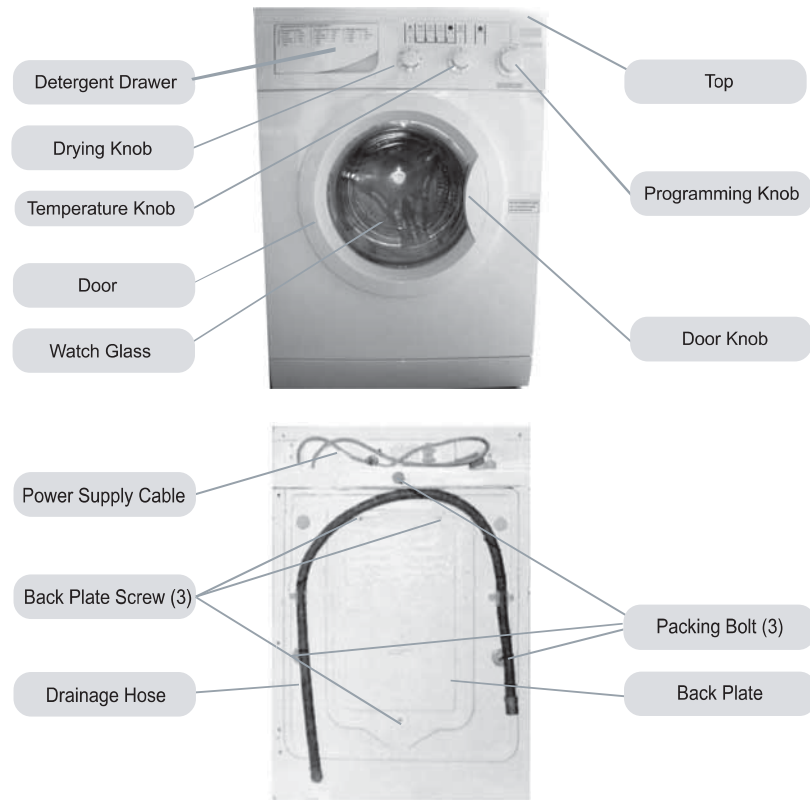 Detergent Drawer
Top
Drying Knob
Programming Knob
Temperature Knob
Door
Door Knob
Watch Glass
Power Supply Cable
Back Plate Screw (3)
Packing Bolt (3)
Drainage Hose
Back Plate